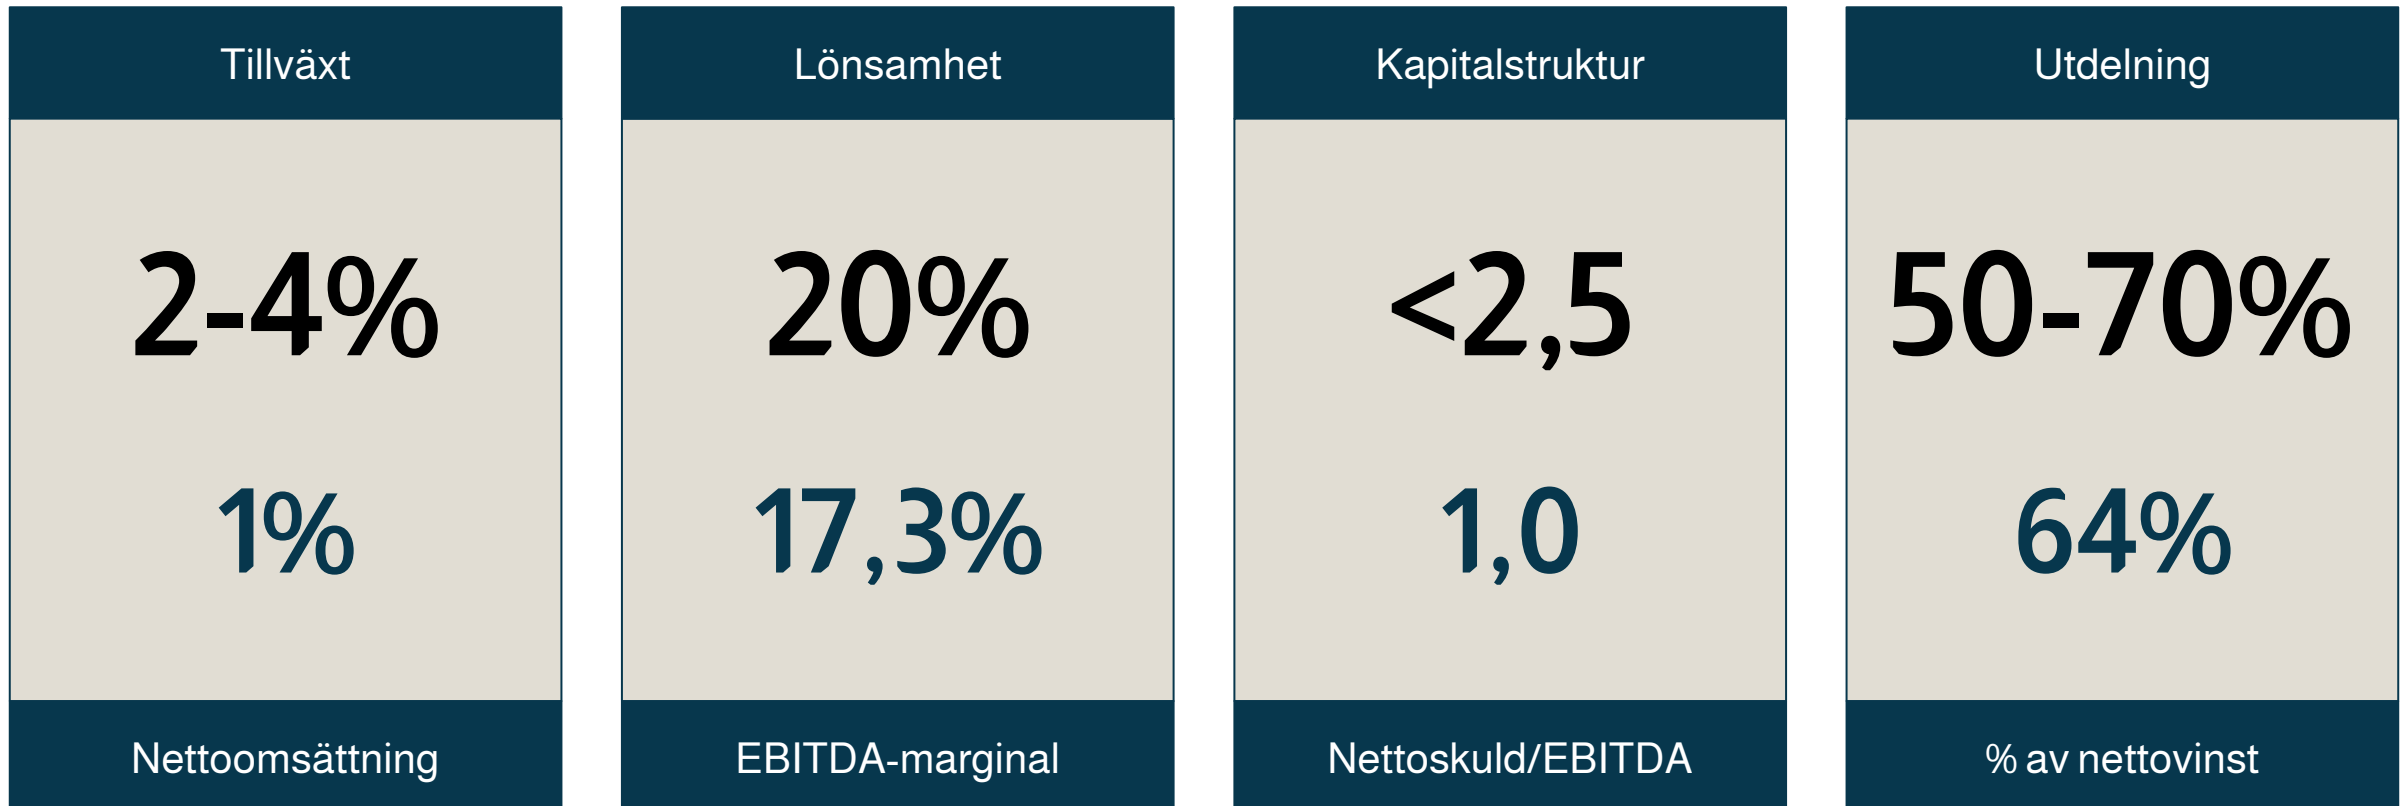 Tillväxt
2-4%
1%
Nettoomsättning
Lönsamhet
20%
17,3%
EBITDA-marginal
Kapitalstruktur
<2,5
1,0
Nettoskuld/EBITDA
Utdelning
50-70%
64%
% av nettovinst